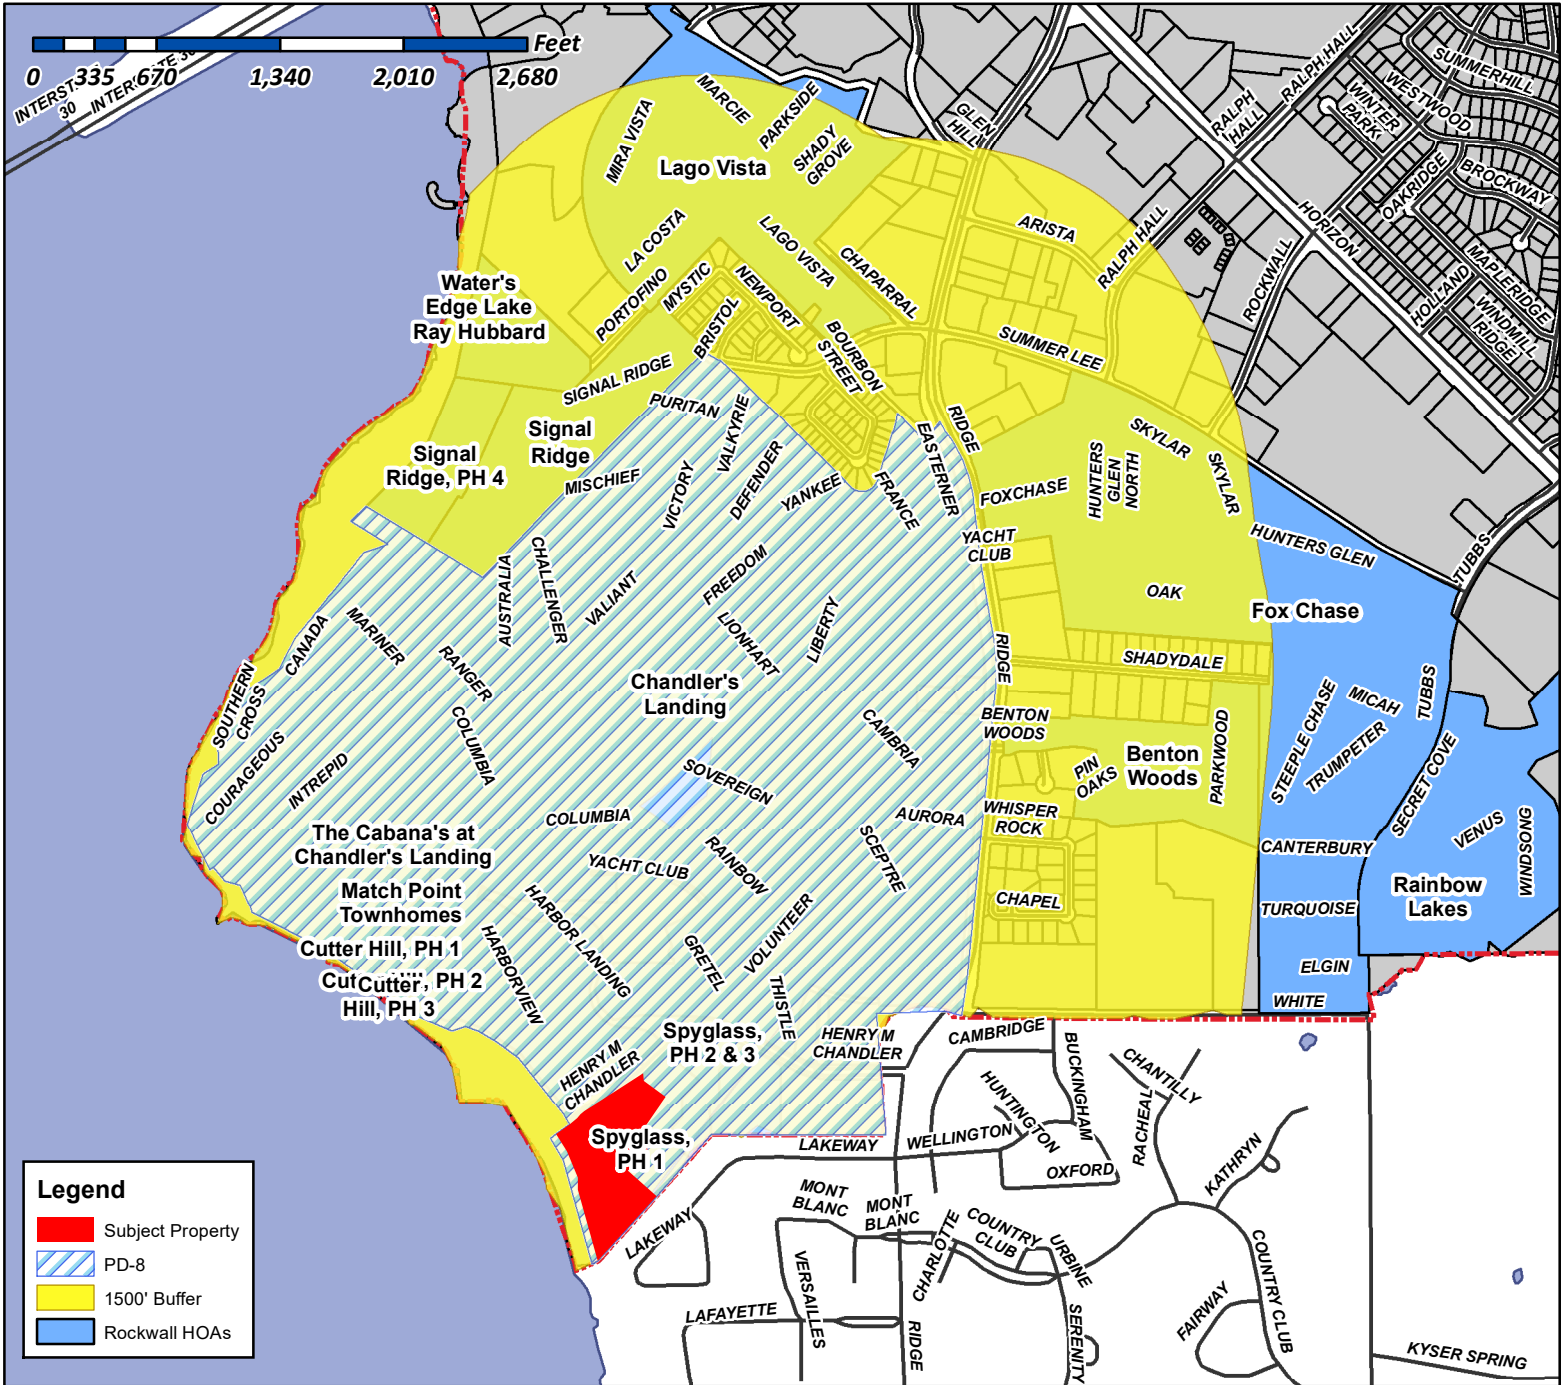 Feet
0 335 670 1,340 2,010 2,680
INTERSTATE 30
INTERSTATE 30
MARCIE
PARKSIDE
MIRA VISTA
SHADY
GROVE
Lago Vista
GLEN
HILL
RALPH
HALL
RALPH HALL
SUMMERHILL
WESTWOOD
WINTER
PARK
OAKRIDGE
BROCKWAY
HORIZON
MAPLERIDGE
HOLLAND
WINDMILL
RIDGE
ROCKWALL
ARISTA
RALPH HALL
LA COSTA
LAGO VISTA
CHAPARRAL
Water's
Edge Lake
Ray Hubbard
PORTOFINO
MYSTIC
NEWPORT
BRISTOL
BOURBON
STREET
SUMMER LEE
SIGNAL RIDGE
PURITAN
VALKYRIE
RIDGE
EASTERNER
Signal
Ridge
Signal
Ridge, PH 4
MISCHIEF
VICTORY
DEFENDER
YANKEE
FRANCE
FOXCHASE
HUNTERS
GLEN
NORTH
SKYLAR
SKYLAR
YACHT
CLUB
HUNTERS GLEN
TUBBS
AUSTRALIA
CHALLENGER
VALIANT
FREEDOM
LIONHART
LIBERTY
OAK
Fox Chase
CANADA
MARINER
RANGER
RIDGE
SHADYDALE
Chandler's
Landing
SOUTHERN
CROSS
COLUMBIA
CAMBRIA
BENTON
WOODS
Benton
Woods
PARKWOOD
STEEPLE CHASE
MICAH
TRUMPETER
TUBBS
COURAGEOUS
INTREPID
SOVEREIGN
PIN
OAKS
SECRET COVE
The Cabana's at
Chandler's Landing
COLUMBIA
AURORA
WHISPER
ROCK
VENUS
WINDSONG
CANTERBURY
YACHT CLUB
RAINBOW
SCEPTRE
Match Point
Townhomes
CHAPEL
Rainbow
Lakes
TURQUOISE
HARBOR LANDING
Cutter Hill, PH 1
HARBORVIEW
GRETEL
VOLUNTEER
Cutter Hill, PH 2
Cutter
Hill, PH 3
ELGIN
WHITE
THISTLE
Spyglass,
PH 2 & 3
HENRY M
CHANDLER
CAMBRIDGE
HENRY M
CHANDLER
BUCKINGHAM
CHANTILLY
HUNTINGTON
RACHEAL
Spyglass,
PH 1
LAKEWAY
WELLINGTON
OXFORD
KATHRYN
MONT
BLANC
MONT
BLANC
LAKEWAY
CHARLOTTE
COUNTRY
CLUB
URBINE
COUNTRY CLUB
VERSAILLES
LAFAYETTE
RIDGE
SERENITY
FAIRWAY
KYSER SPRING
Legend
Subject Property
PD-8
1500' Buffer
Rockwall HOAs